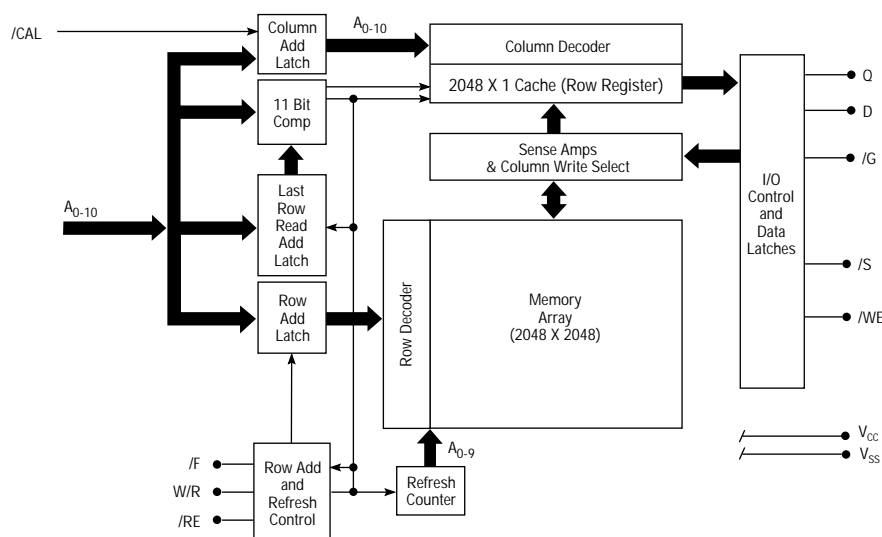 /CAL
Column
Add
Latch
A0-10
Column Decoder
2048 X 1 Cache (Row Register)
11 Bit
Comp
Sense Amps
& Column Write Select
Last
Row
Read
Add
Latch
A0-10
Row
Add
Latch
Row Decoder
Memory
Array
(2048 X 2048)
I/O
Control
and
Data
Latches
Q
D
/G
/S
/WE
VCC
VSS
/F
W/R
/RE
Row Add
and
Refresh
Control
A0-9
Refresh
Counter